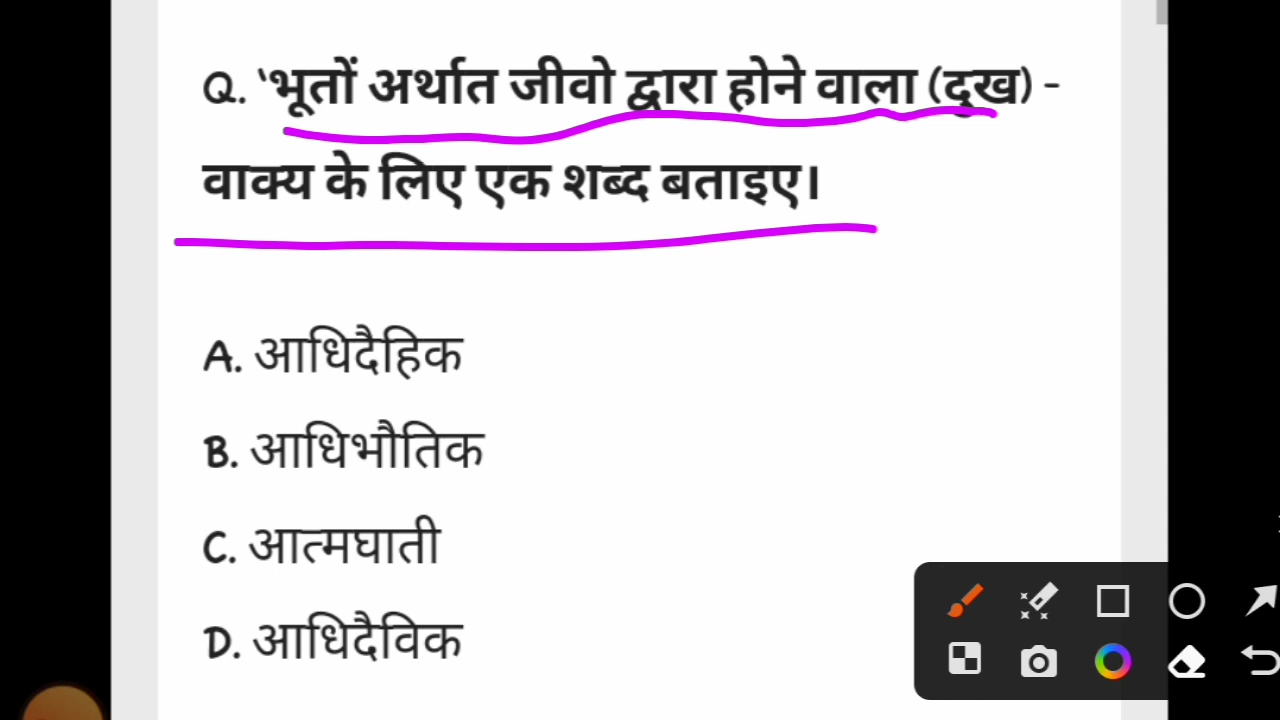 Q. 'भूतों अर्थात जीवो द्वारा होने वाला (दुख) -
वाक्य के लिए एक शब्द बताइए।
A. आधिदैहिक
B. आधिभौतिक
C. आत्मघाती
D. आधिदैविक